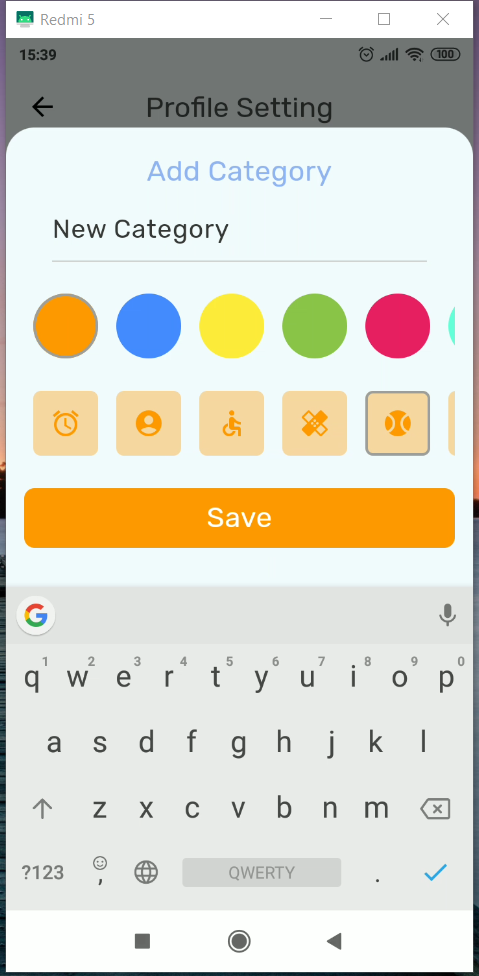 Redmi 5
15:39
100
Profile Setting
Add Category
New Category
Save
G
1 2 3 4 5 6 7 8 9 0
q w e r t y u i o p
a s d f g h j k l
z x c v b n m
?123 , QWERTY .